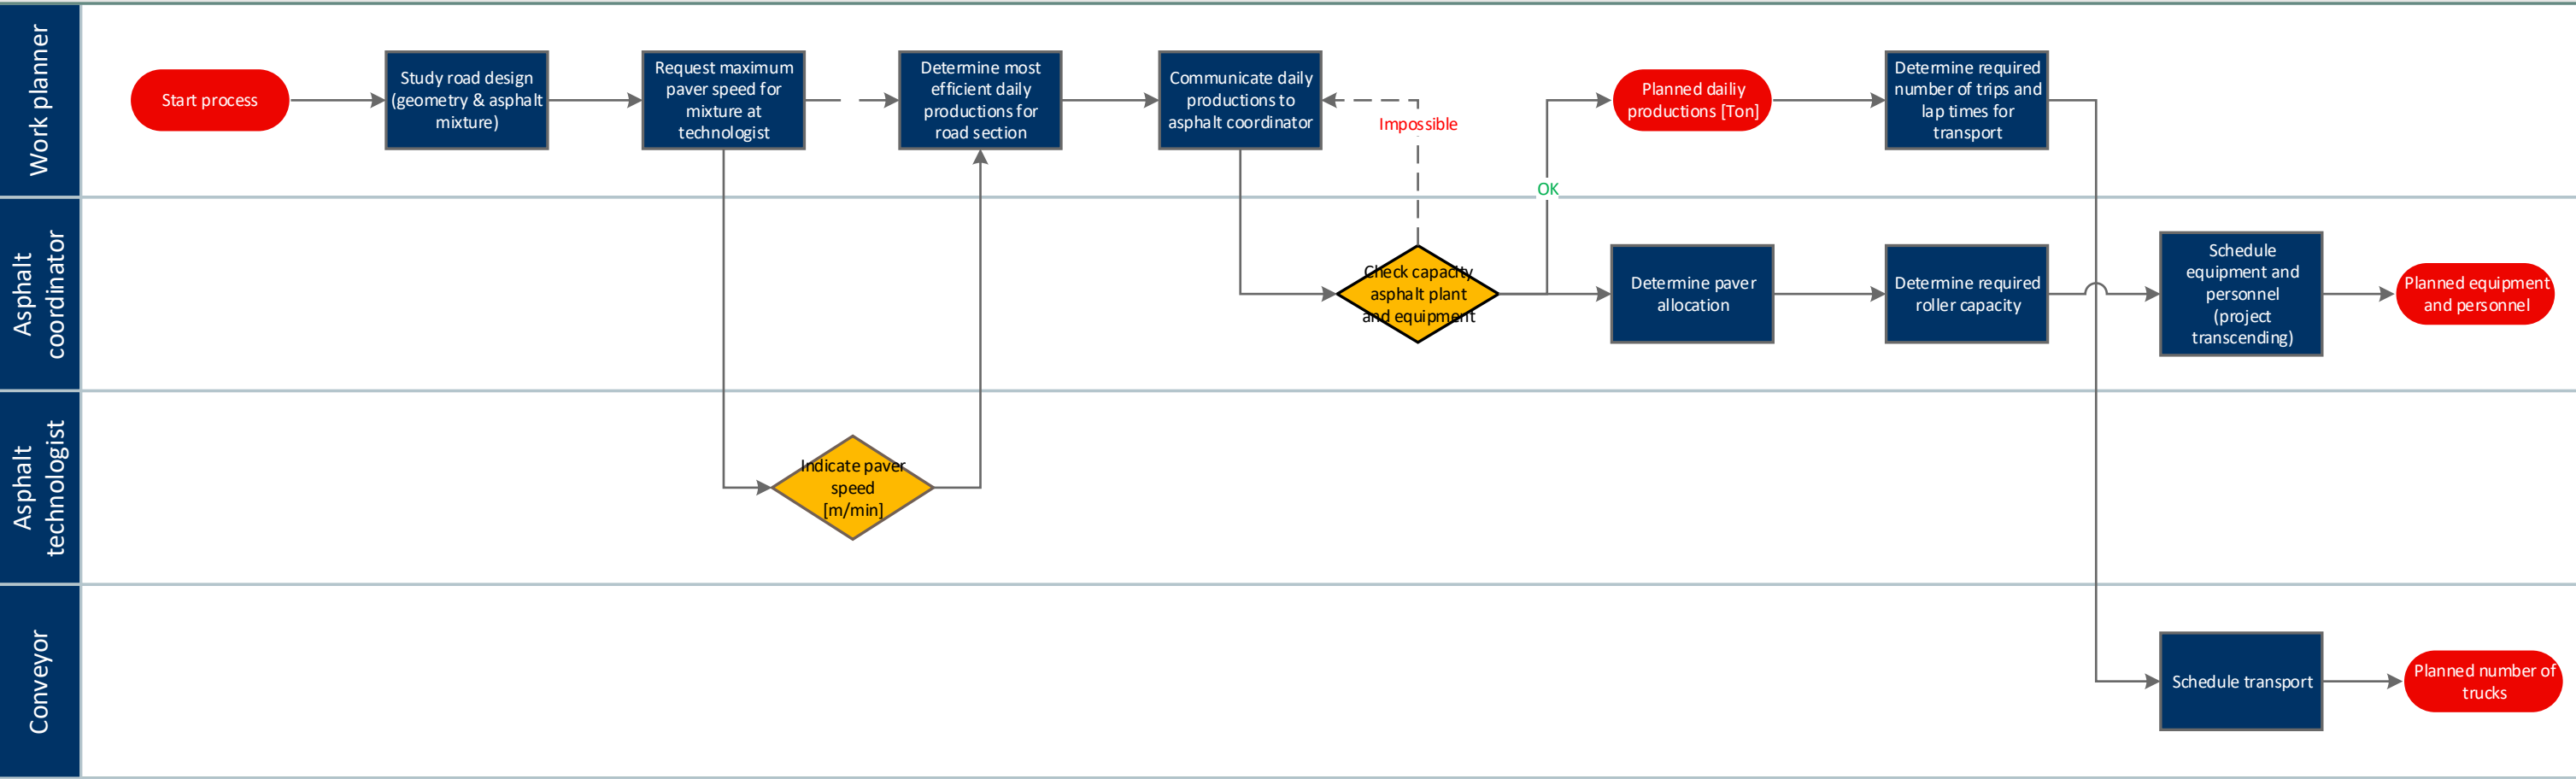 Work planner
Start process
Study road design
(geometry & asphalt
mixture)
Request maximum
paver speed for
mixture at
technologist
Determine most
efficient daily
productions for
road section
Communicate daily
productions to
asphalt coordinator
Impossible
OK
Planned dailiy
productions [Ton]
Determine required
number of trips and
lap times for
transport
Asphalt
coordinator
Check capacity
asphalt plant
and equipment
Determine paver
allocation
Determine required
roller capacity
Schedule
equipment and
personnel
(project
transcending)
Planned equipment
and personnel
Asphalt
technologist
Indicate paver
speed
[m/min]
Conveyor
Schedule transport
Planned number of
trucks